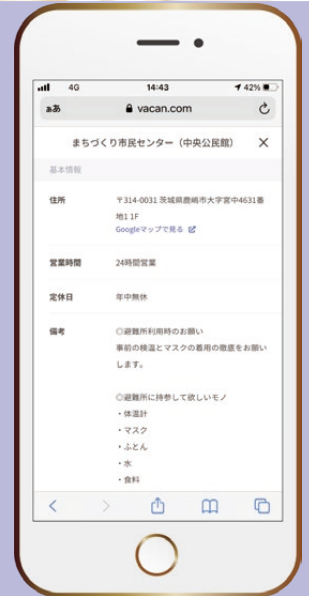 4G 14:43 42%
ぁあ vacan.com
まちづくり市民センター（中央公民館） ×
基本情報
住所 〒314-0031 茨城県鹿嶋市大字宮中4631番
地1 1F
Googleマップで見る
営業時間 24時間営業
定休日 年中無休
備考 ◎避難所利用時のお願い
事前の検温とマスクの着用の徹底をお願い
します。
◎避難所に持参して欲しいモノ
・体温計
・マスク
・ふとん
・水
・食料